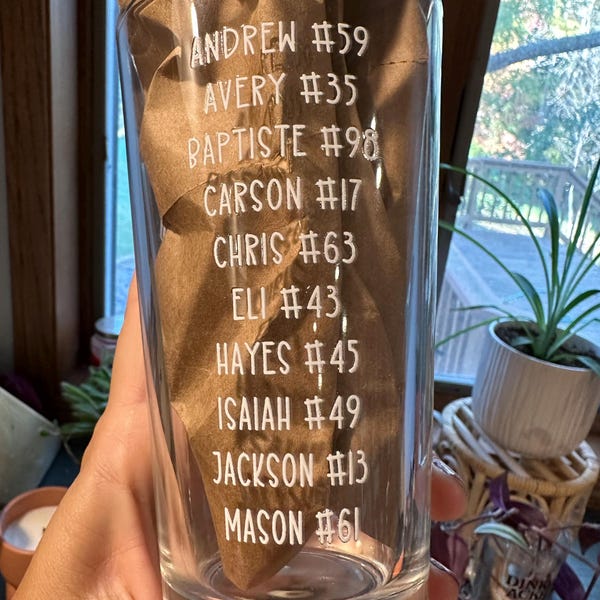 ANDREW #59
AVERY #35
BAPTISTE #98
CARSON #17
CHRIS #63
ELI #43
HAYES #45
ISAIAH #49
JACKSON #13
MASON #61